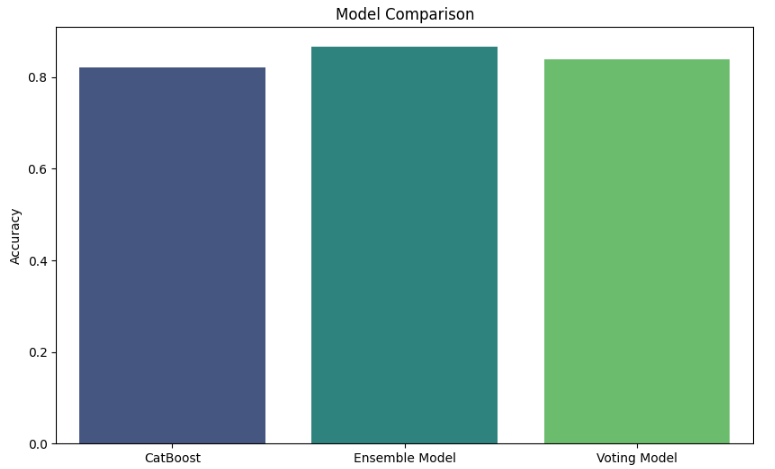 Model Comparison
Accuracy
0.8
0.6
0.4
0.2
0.0
CatBoost
Ensemble Model
Voting Model